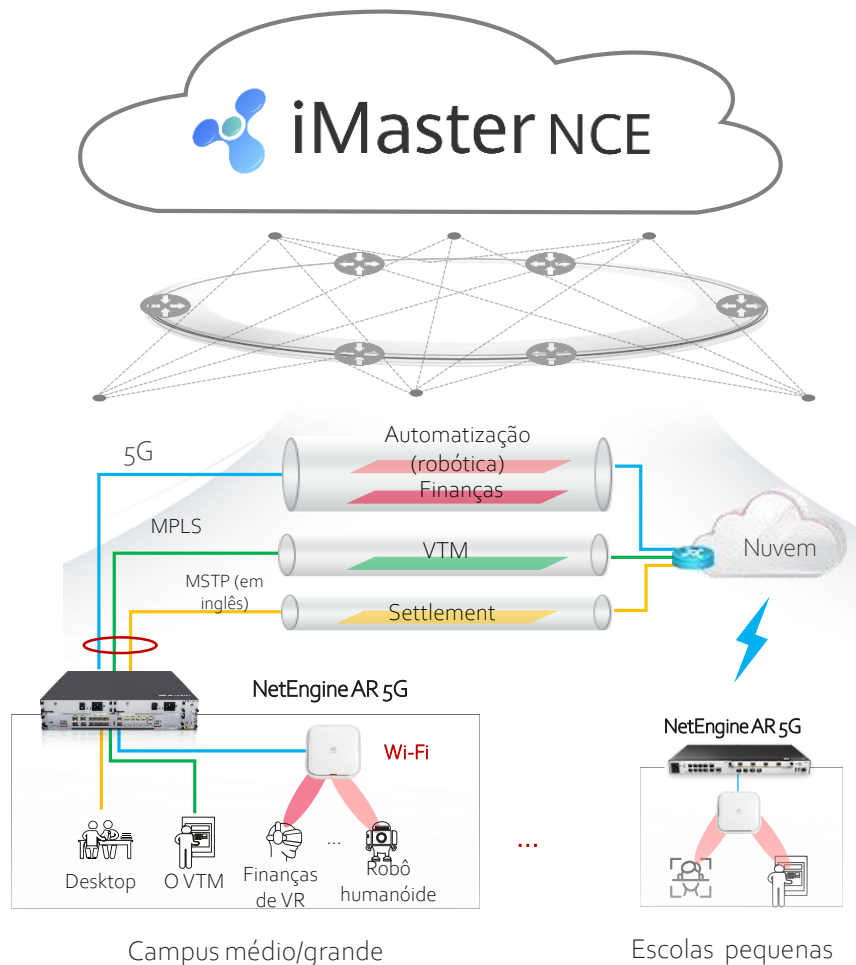 iMaster NCE
5G
Automatização
(robótica)
Finanças
MPLS
VTM
Nuvem
MSTP (em
inglês)
Settlement
NetEngine AR 5G
Wi-Fi
NetEngine AR 5G
Desktop
O VTM
Finanças
de VR
...
Robô
humanóide
...
Campus médio/grande
Escolas pequenas